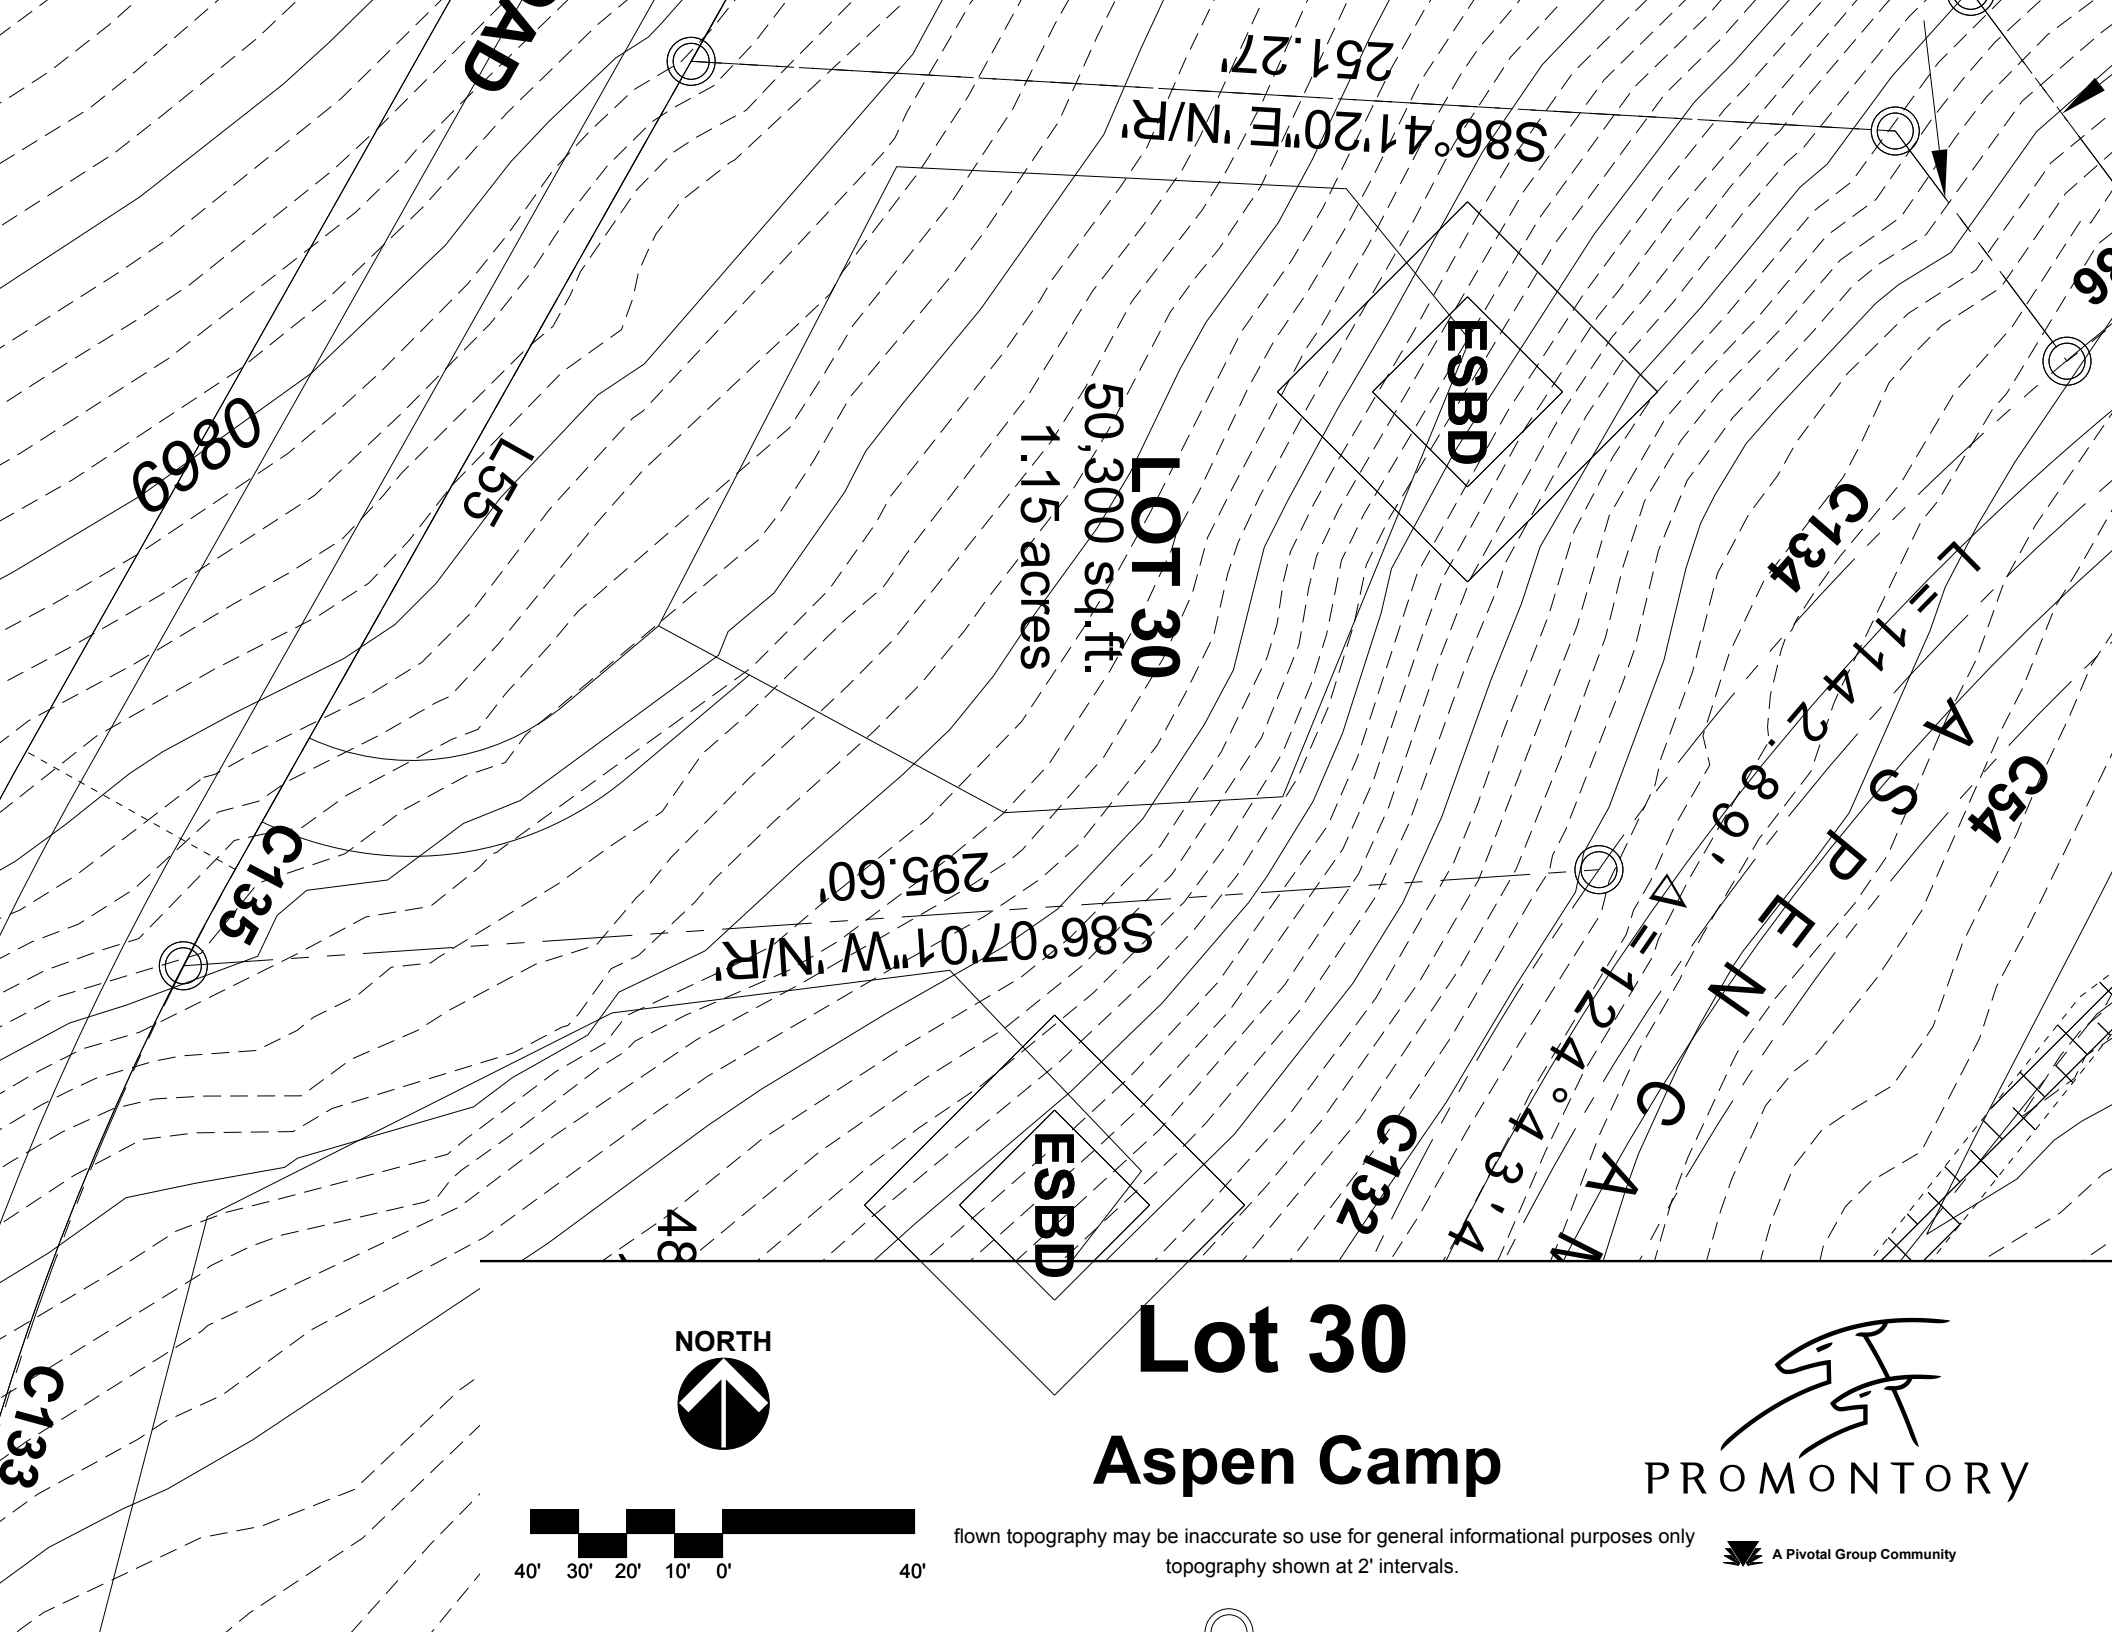 OAD
251.27'
S86°41'20"E 'N/R'
6980
L55
ESBD
LOT 30
50,300 sq.ft.
1.15 acres
C134
L=1142.89' △=124°43'4
C54
ASPEN CAM
C135
295.60'
S86°07'01"W 'N/R'
C132
ESBD
48
C133
NORTH
Lot 30
Aspen Camp
PROMONTORY
40' 30' 20' 10' 0' 40'
flown topography may be inaccurate so use for general informational purposes only
topography shown at 2' intervals.
A Pivotal Group Community